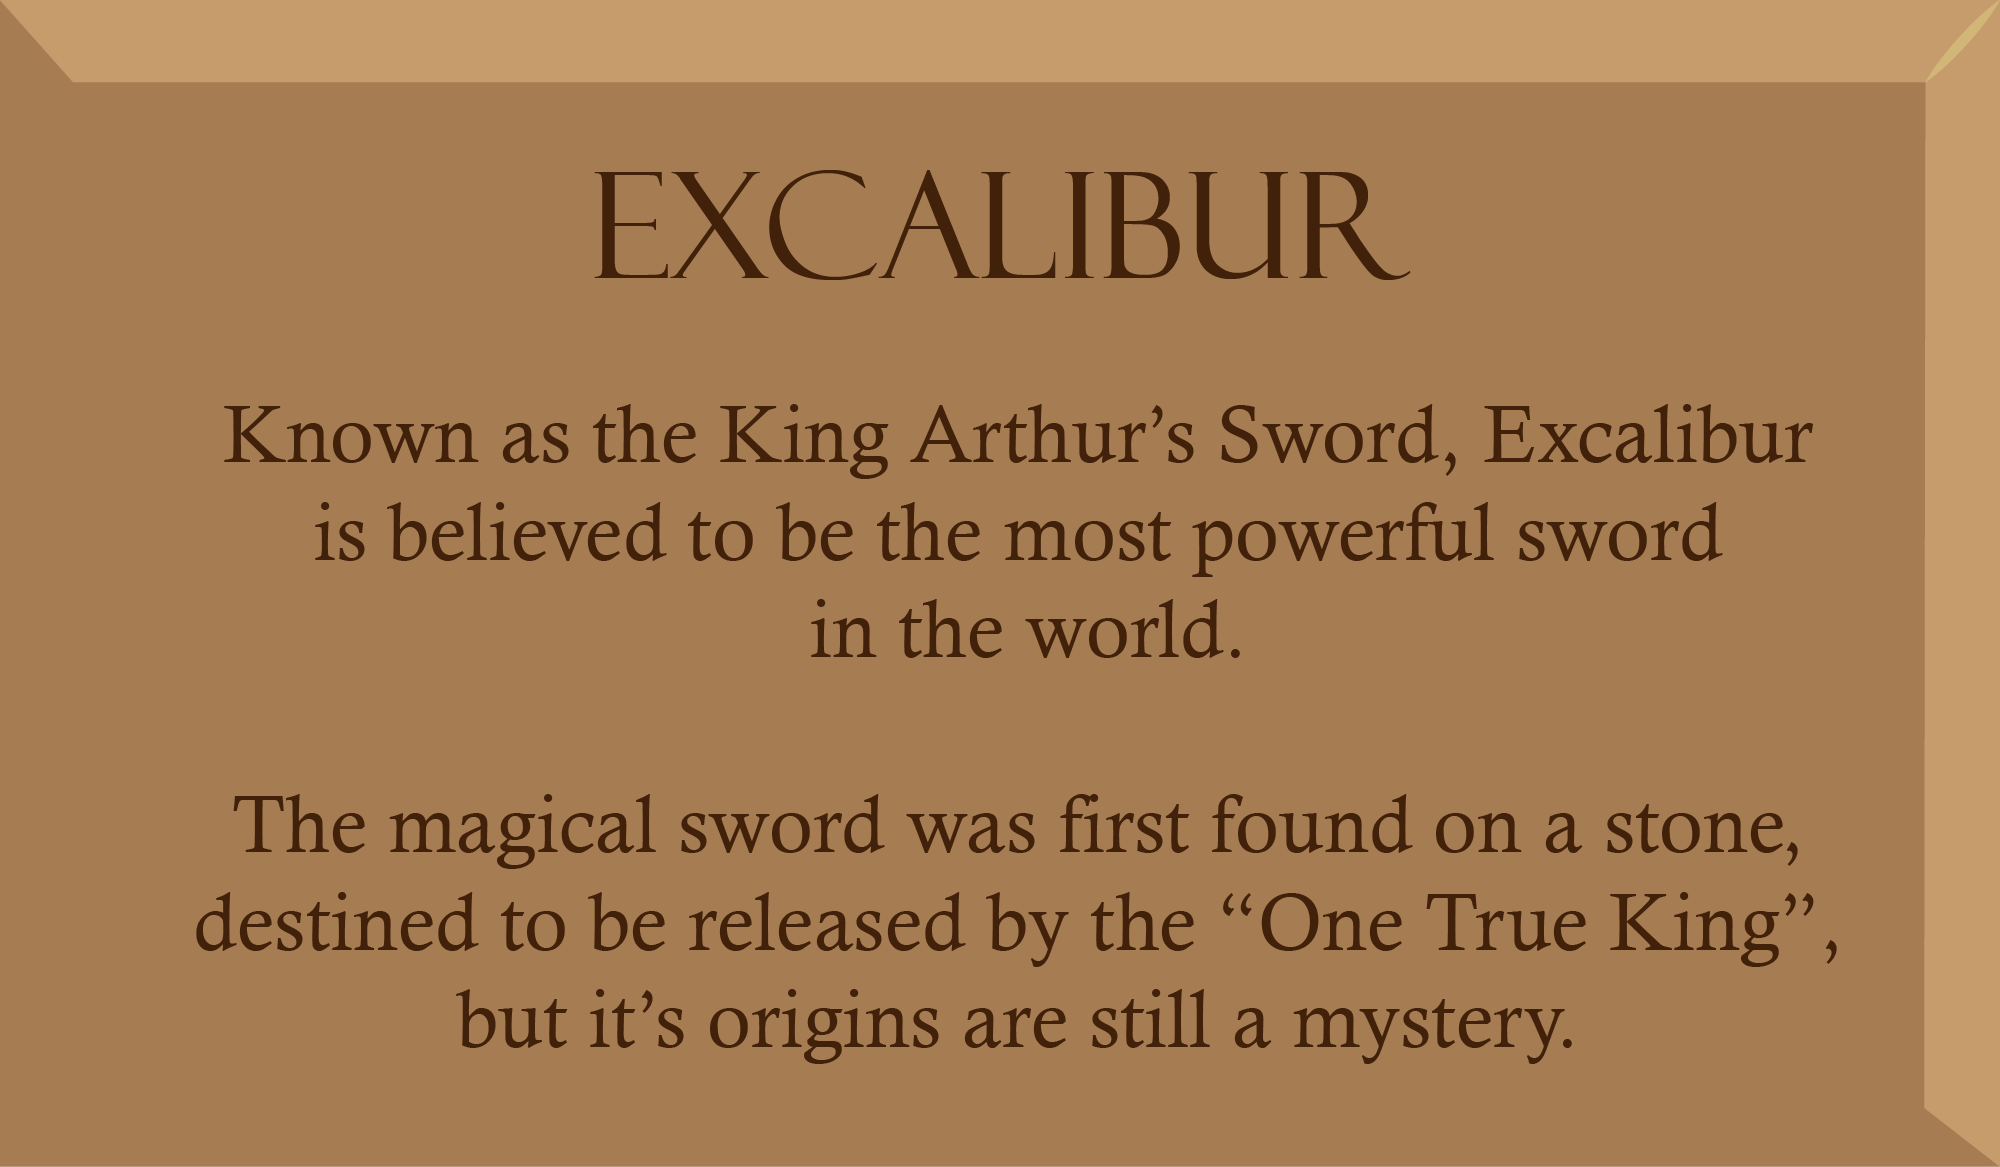 EXCALIBUR
Known as the King Arthur’s Sword, Excalibur
is believed to be the most powerful sword
in the world.
The magical sword was first found on a stone,
destined to be released by the “One True King”,
but it’s origins are still a mystery.